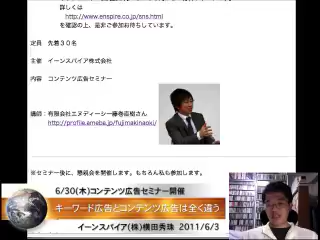 詳しくは
http://www.enspire.co.jp/sns.html
を確認の上、是非ご参加お待ちしています。
定員　先着３０名
主催　イーンスパイア株式会社
内容　コンテンツ広告セミナー
講師：有限会社エヌディーシー藤巻直樹さん
http://profile.ameba.jp/fujimakinaoki/
※セミナー後に、懇親会を開催します。もちろん私も参加します。
6/30(木)コンテンツ広告セミナー開催
キーワード広告とコンテンツ広告は全く違う
イーンスパイア(株)横田秀珠 2011/6/3